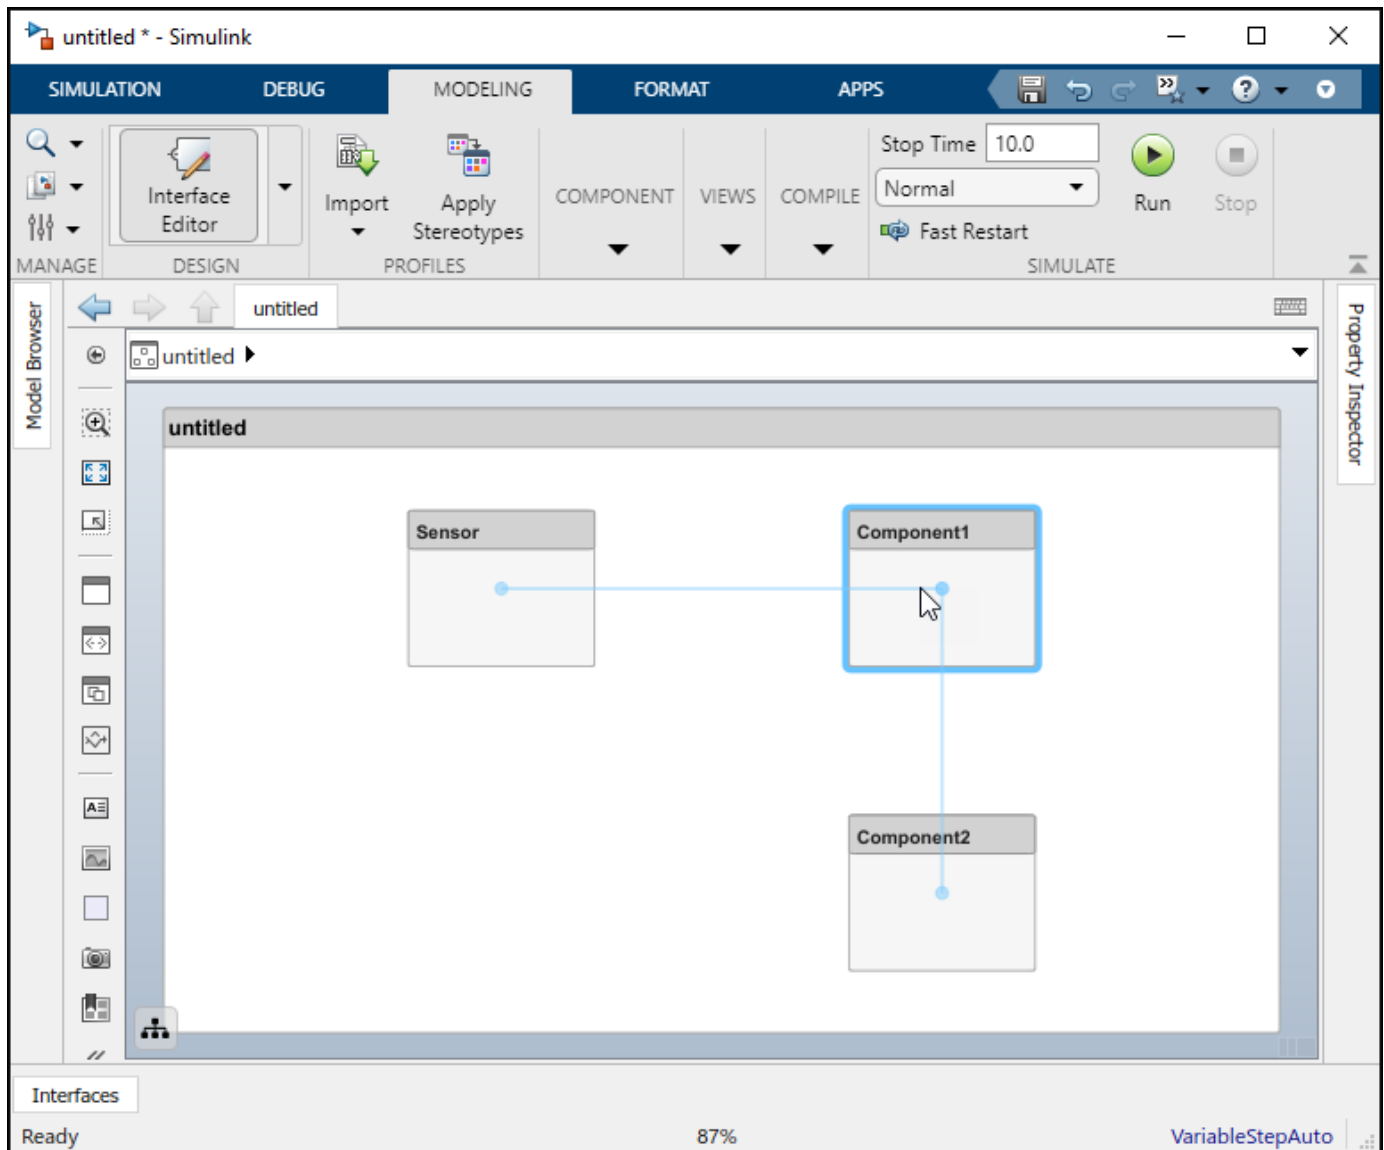 untitled * - Simulink
SIMULATION DEBUG MODELING FORMAT APPS
Interface
Editor
Import
Apply
Stereotypes
COMPONENT VIEWS COMPILE
Stop Time 10.0
Normal
Fast Restart
Run Stop
MANAGE DESIGN PROFILES SIMULATE
Model Browser
untitled
untitled
Property Inspector
untitled
Sensor
Component1
Component2
Interfaces
Ready 87% VariableStepAuto